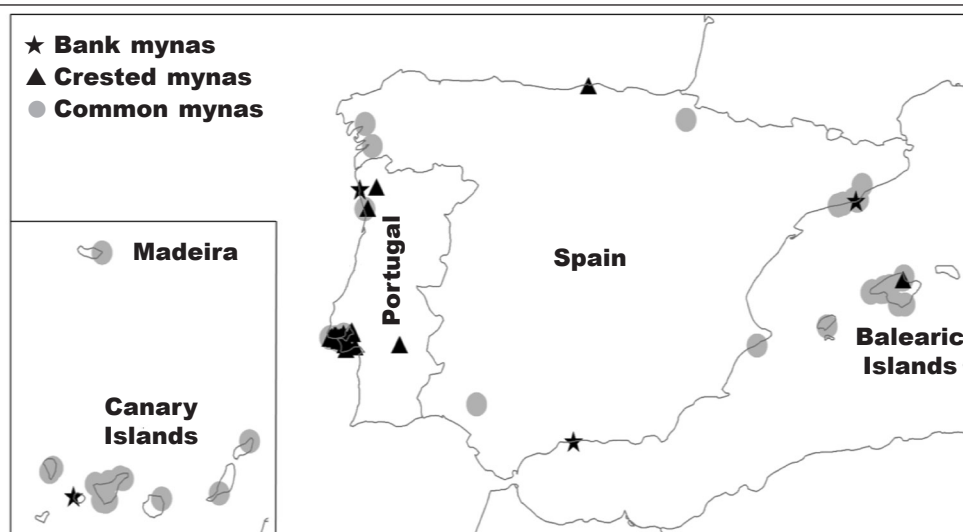 Bank mynas
Crested mynas
Common mynas
Madeira
Portugal
Spain
Balearic
Islands
Canary
Islands